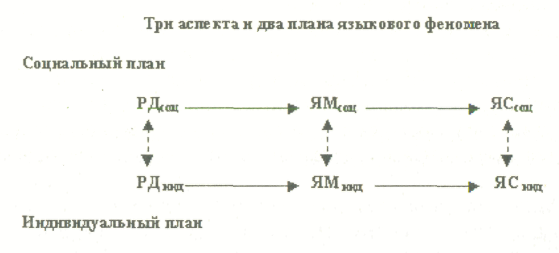 Три аспекта и два плана языкового феномена
Социальный план
РДсоц ЯМсоц ЯСсоц
РДинд ЯМинд ЯСинд
Индивидуальный план